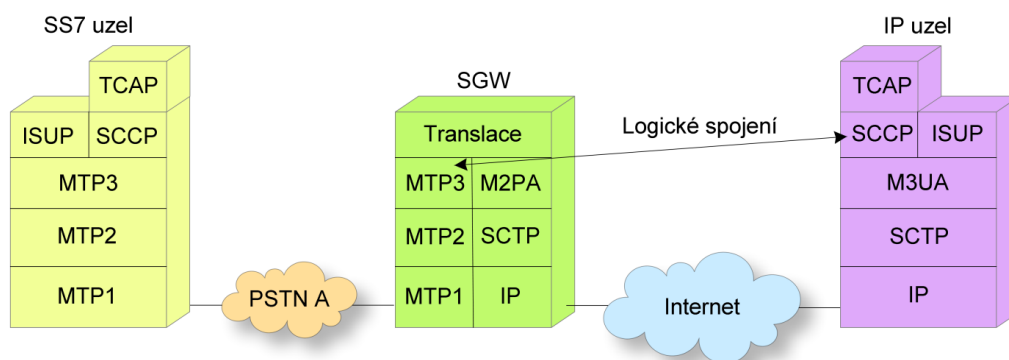 SS7 uzel
TCAP
ISUP SCCP
MTP3
MTP2
MTP1
PSTN A
SGW
Translace
MTP3 M2PA
MTP2 SCTP
MTP1 IP
Logické spojení
Internet
IP uzel
TCAP
SCCP ISUP
M3UA
SCTP
IP